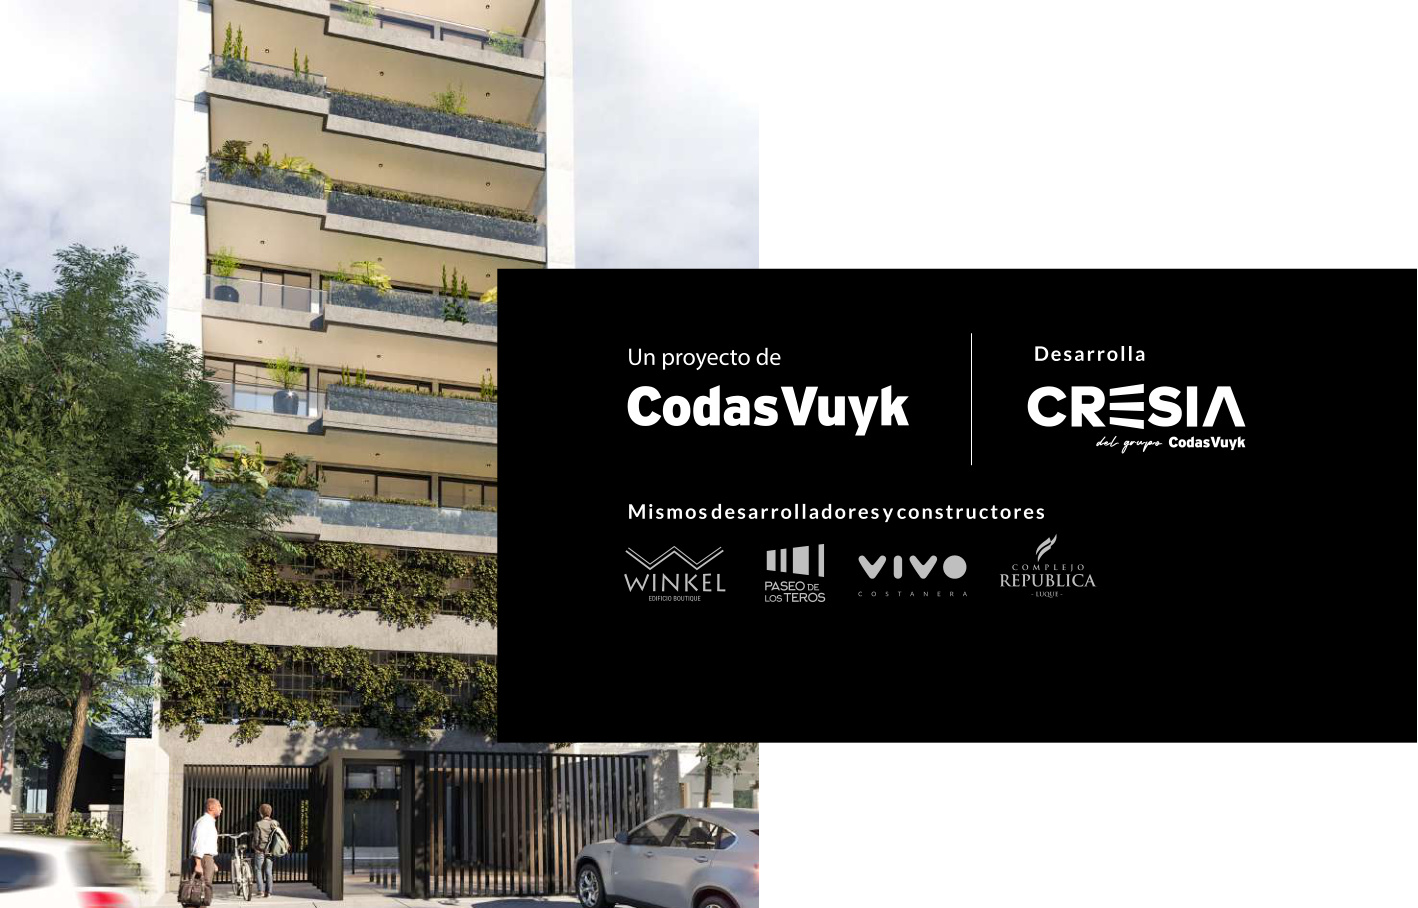 Un proyecto de
CodasVuyk
Desarrolla
CRESIA
del grupo CodasVuyk
Mismos desarrolladores y constructores
WINKEL
EDIFICIO BOUTIQUE
PASEO DE
LOS TEROS
VIVO
COSTANERA
COMPLEJO
REPUBLICA
- LUQUE -